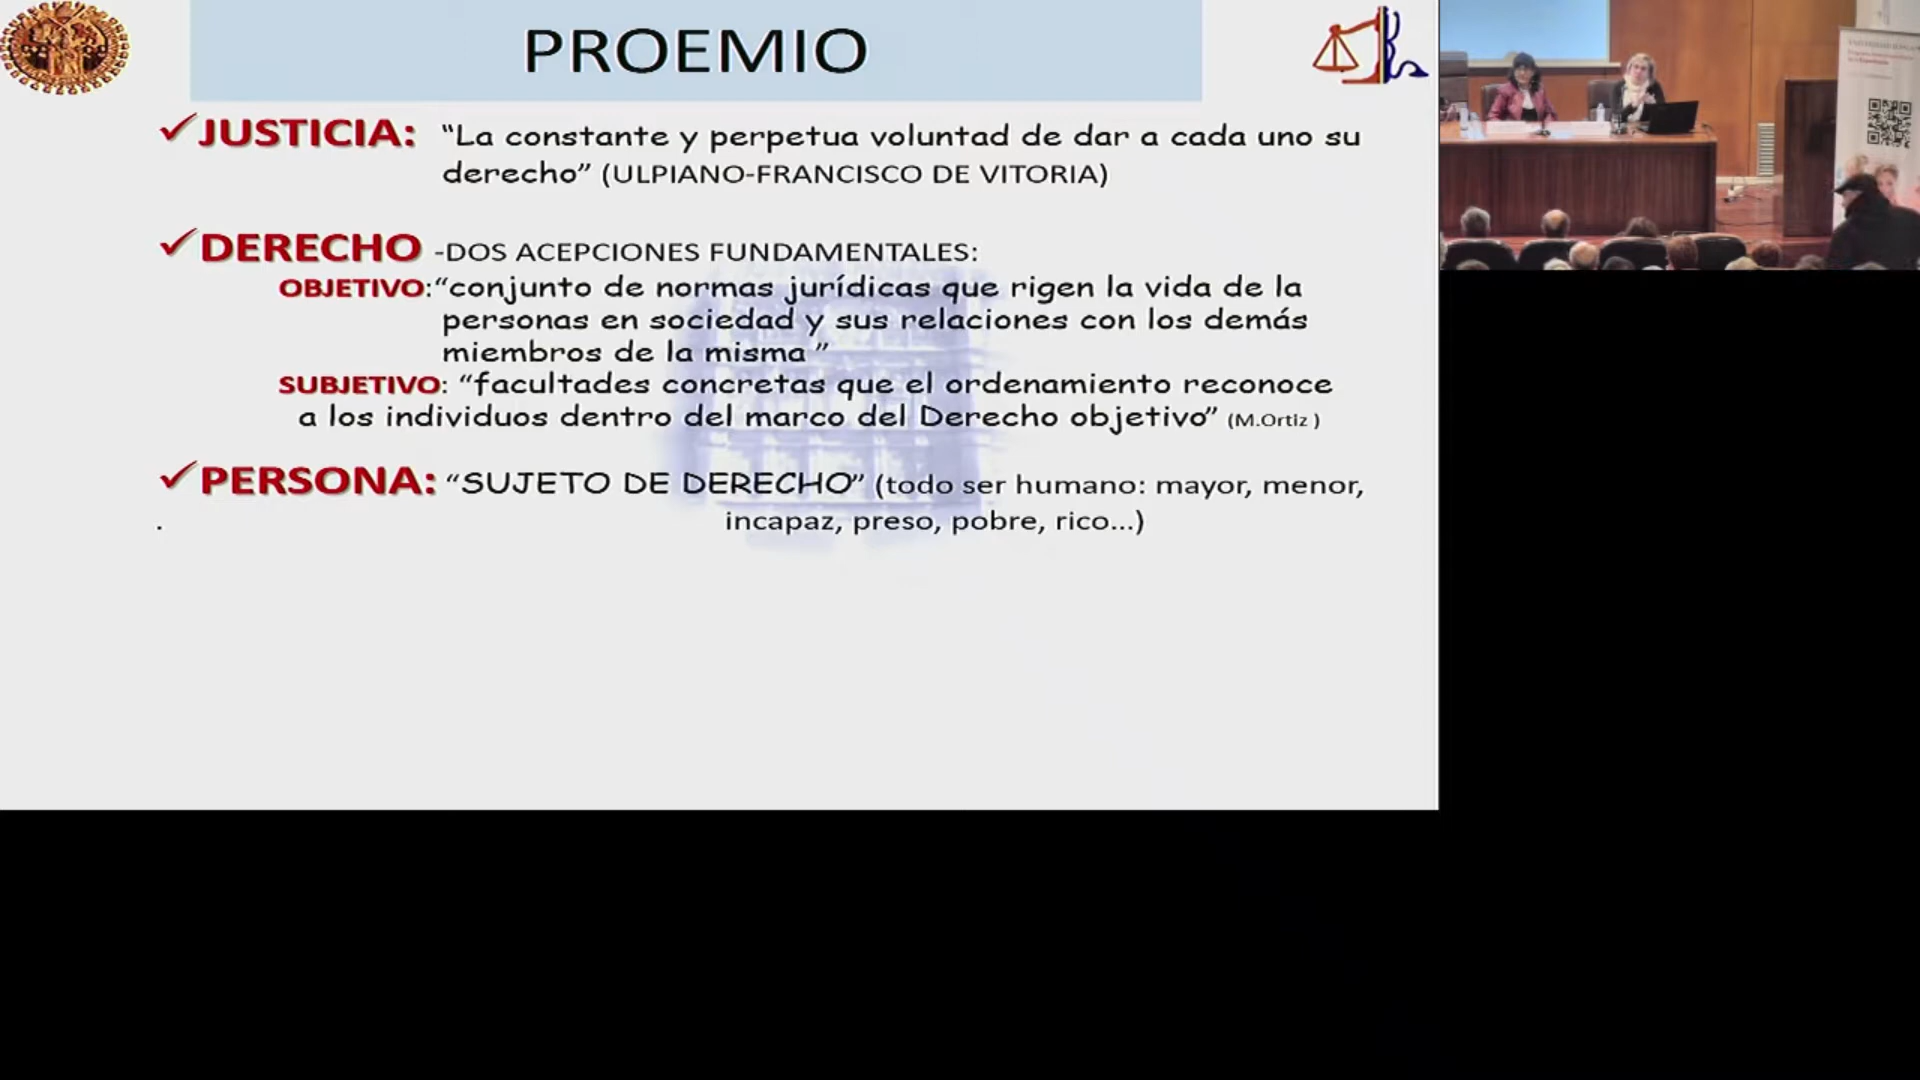 PROEMIO
✓JUSTICIA: “La constante y perpetua voluntad de dar a cada uno su
derecho” (ULPIANO-FRANCISCO DE VITORIA)
✓DERECHO -DOS ACEPCIONES FUNDAMENTALES:
OBJETIVO:“conjunto de normas jurídicas que rigen la vida de la
personas en sociedad y sus relaciones con los demás
miembros de la misma ”
SUBJETIVO: “facultades concretas que el ordenamiento reconoce
a los individuos dentro del marco del Derecho objetivo” (M.Ortiz )
✓PERSONA: “SUJETO DE DERECHO” (todo ser humano: mayor, menor,
. incapaz, preso, pobre, rico...)